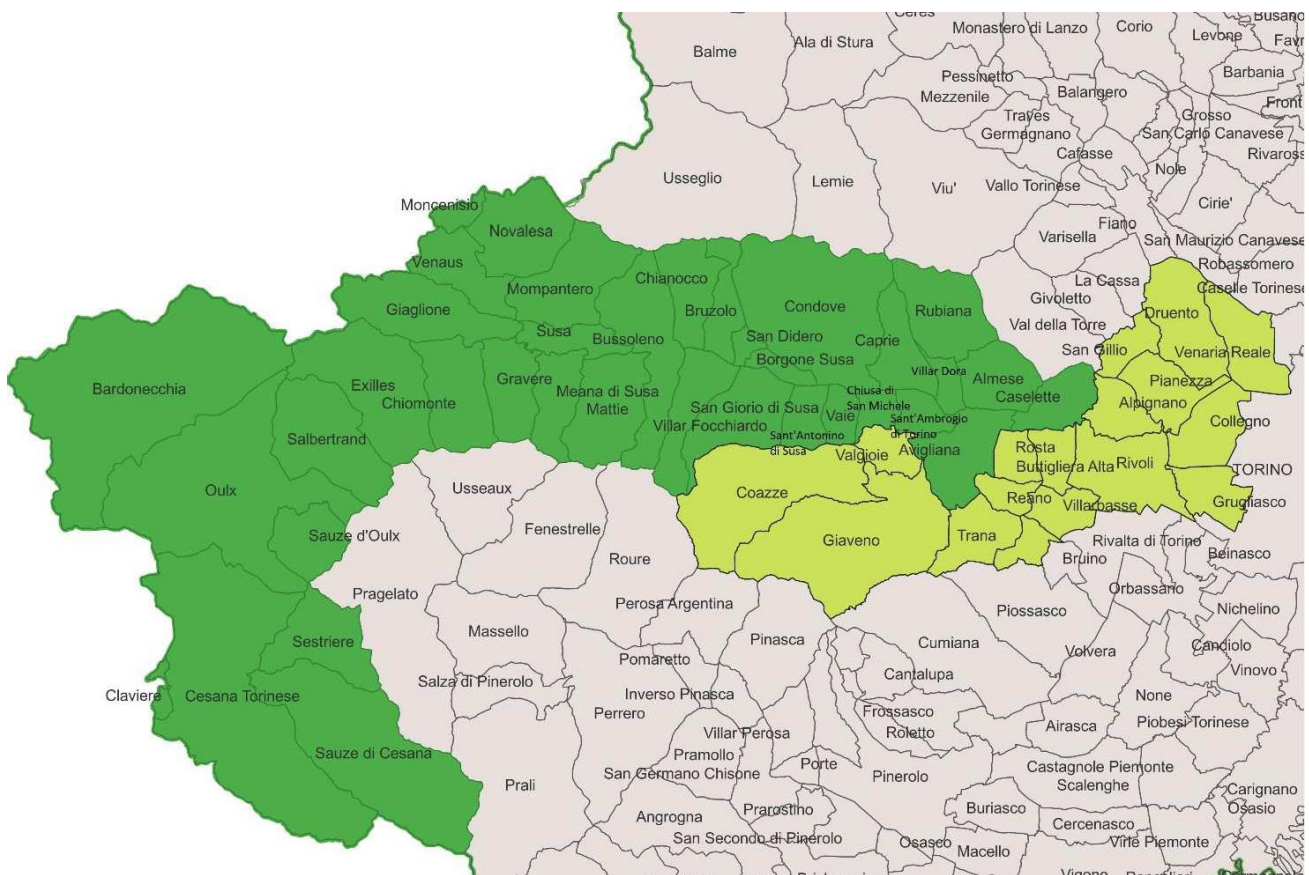 Ceres
Busano
Balme
Ala di Stura
Monastero di Lanzo
Corio
Levone
Favr
Pessinetto
Mezzenile
Balangero
Barbania
Front
Traves
Germagnano
Grosso
San Carlo Canavese
Cafasse
Rivaross
Usseglio
Lemie
Viu'
Vallo Torinese
Nole
Cirie'
Moncenisio
Novalesa
Fiano
Varisella
San Maurizio Canavese
Venaus
Chianocco
Robassomero
Mompantero
La Cassa
Caselle Torinese
Giaglione
Bruzolo
Condove
Rubiana
Givoletto
Druento
Susa
Bussoleno
San Didero
Caprie
Val della Torre
San Gillio
Venaria Reale
Borgone Susa
Bardonecchia
Exilles
Gravere
Villar Dora
Almese
Pianezza
Chiomonte
Meana di Susa
Mattie
Chiusa di
San Michele
Caselette
Alpignano
San Giorio di Susa
Vaie
Sant'Ambrogio
di Torino
Collegno
Salbertrand
Villar Focchiardo
Sant'Antonino
di Susa
Valgioie
Avigliana
Rosta
Buttigliera Alta
Rivoli
TORINO
Oulx
Usseaux
Coazze
Reano
Villarbasse
Grugliasco
Sauze d'Oulx
Fenestrelle
Giaveno
Trana
Rivalta di Torino
Beinasco
Roure
Bruino
Pragelato
Orbassano
Perosa Argentina
Piossasco
Nichelino
Sestriere
Massello
Pinasca
Cumiana
Volvera
Candiolo
Pomaretto
Cantalupa
Vinovo
Claviere
Cesana Torinese
Salza di Pinerolo
Inverso Pinasca
None
Perrero
Frossasco
Roletto
Airasca
Piobesi Torinese
Sauze di Cesana
Villar Perosa
Pramollo
Porte
Castagnole Piemonte
Prali
San Germano Chisone
Pinerolo
Scalenghe
Carignano
Osasio
Angrogna
Prarostino
Buriasco
Cercenasco
San Secondo di Pinerolo
Osasco
Macello
Virle Piemonte
Vigone